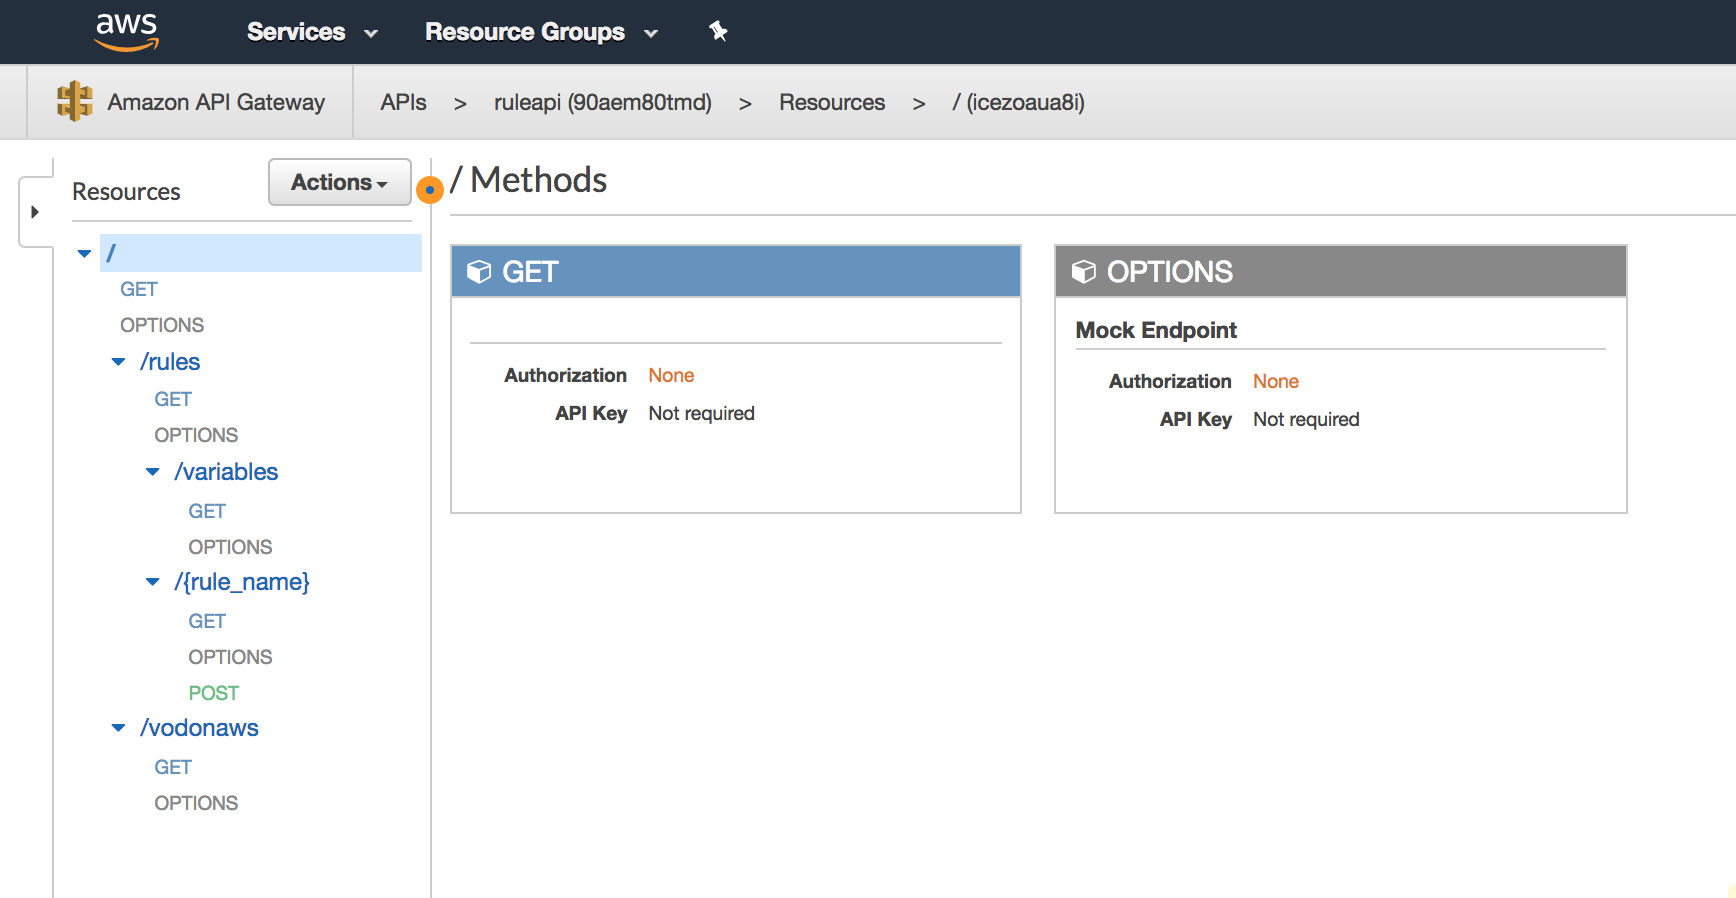 aws Services Resource Groups
Amazon API Gateway APIs > ruleapi (90aem80tmd) > Resources > / (icezoaua8i)
Resources
Actions
/
GET
OPTIONS
/rules
GET
OPTIONS
/variables
GET
OPTIONS
/{rule_name}
GET
OPTIONS
POST
/vodonaws
GET
OPTIONS
/ Methods
GET
Authorization None
API Key Not required
OPTIONS
Mock Endpoint
Authorization None
API Key Not required